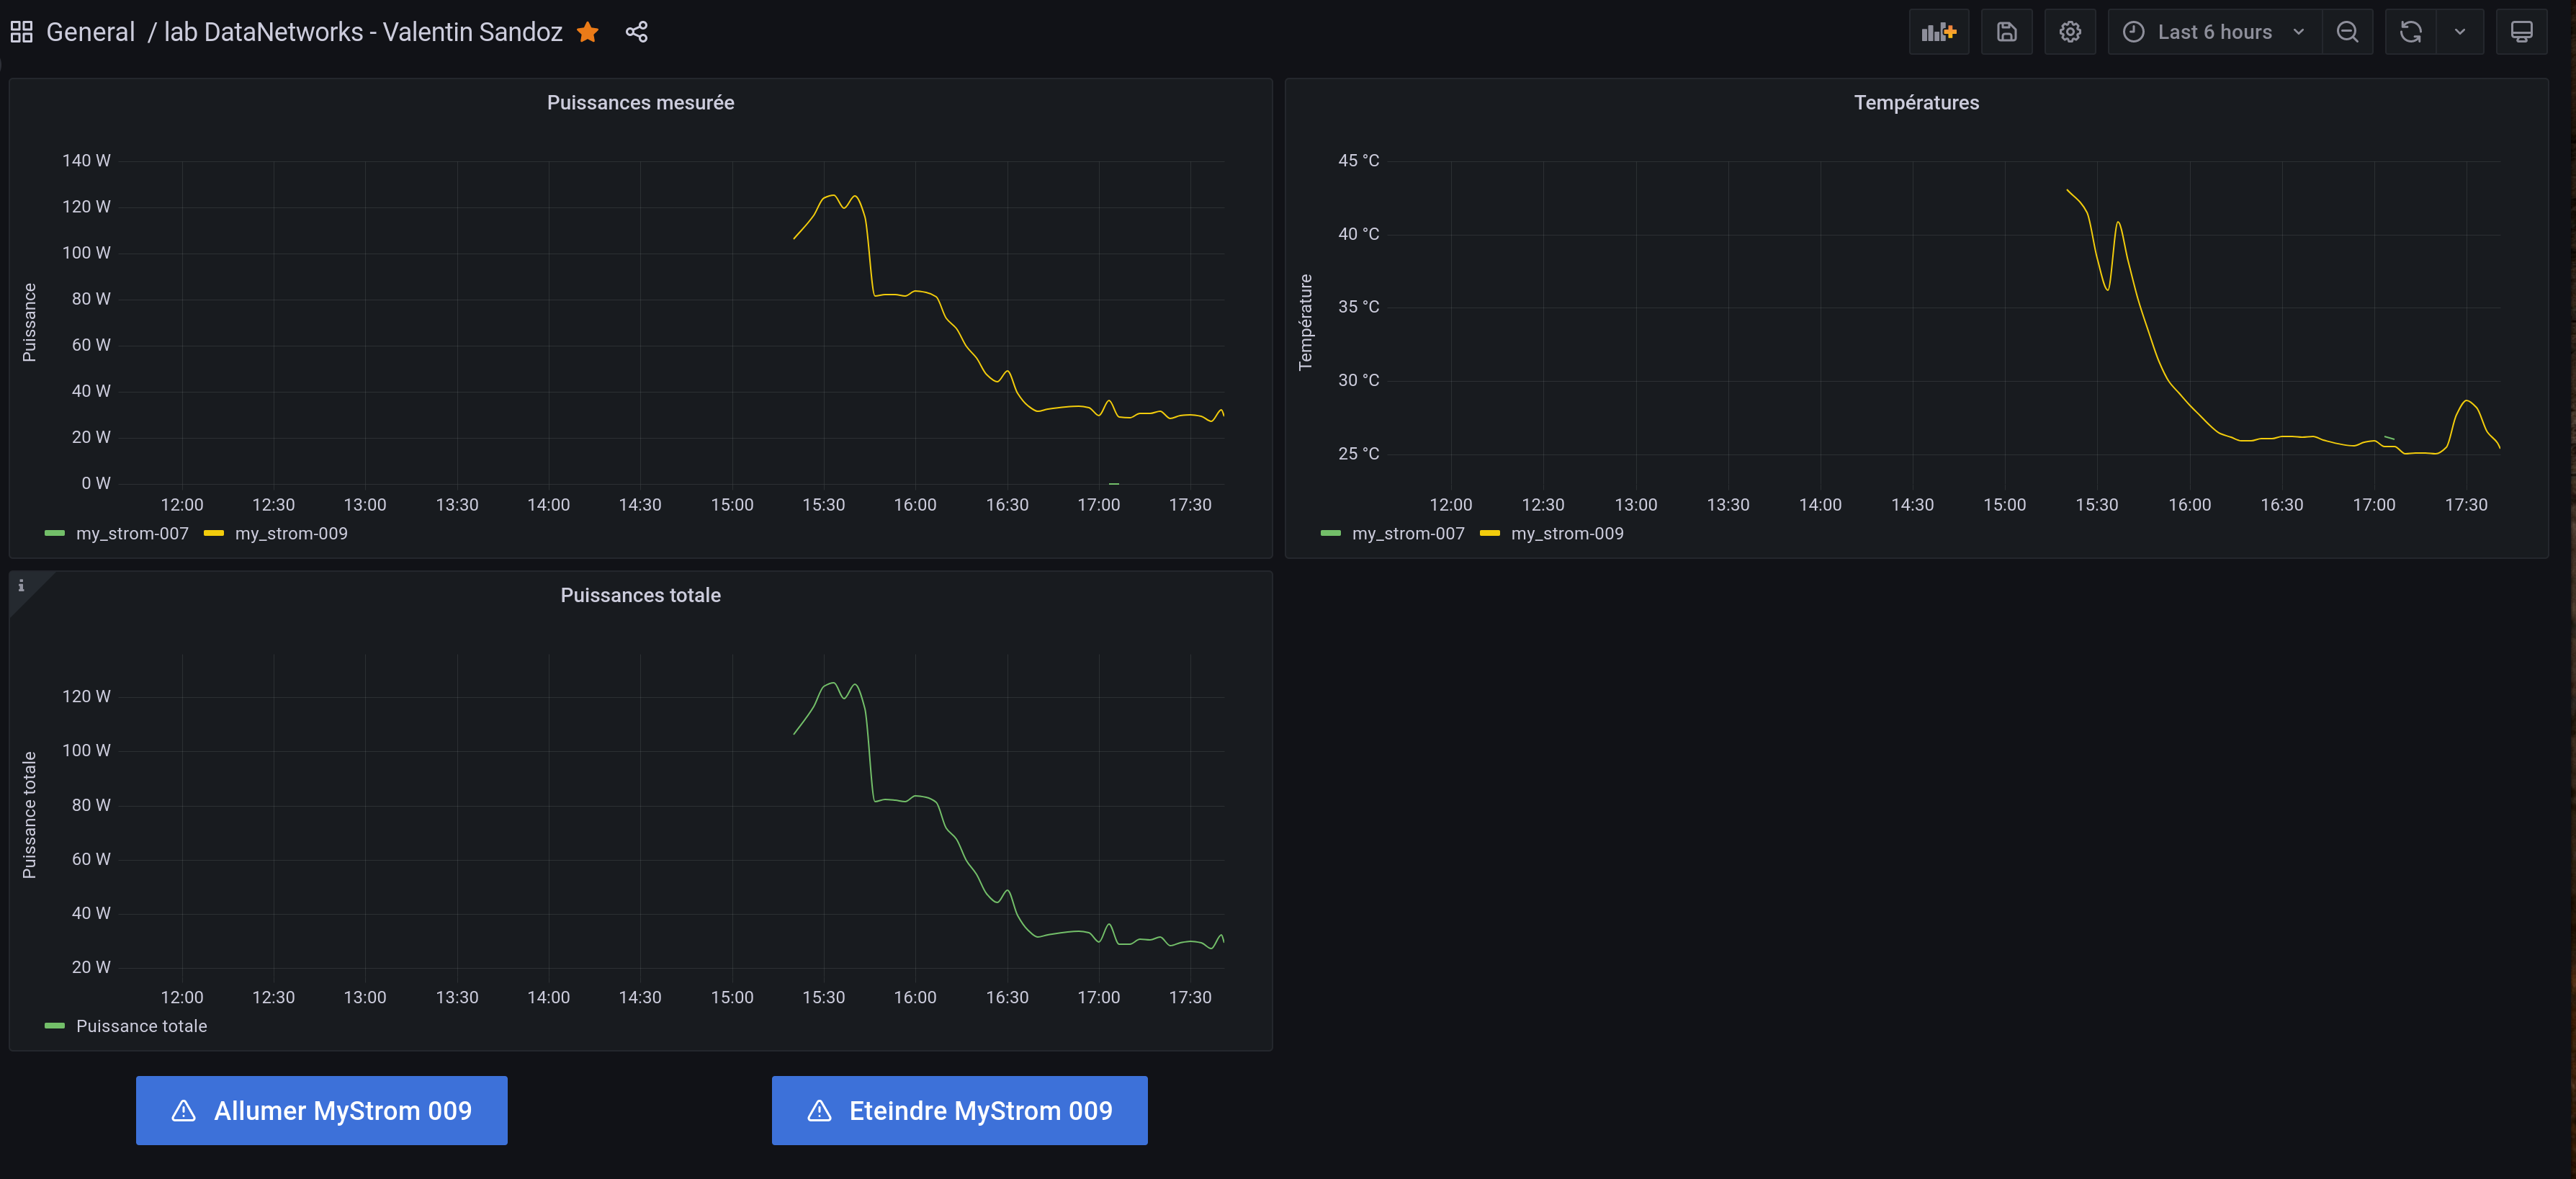 General / lab DataNetworks - Valentin Sandoz
Last 6 hours
Puissances mesurée
Puissance
140 W
120 W
100 W
80 W
60 W
40 W
20 W
0 W
12:00 12:30 13:00 13:30 14:00 14:30 15:00 15:30 16:00 16:30 17:00 17:30
my_strom-007 my_strom-009
Températures
Température
45 °C
40 °C
35 °C
30 °C
25 °C
12:00 12:30 13:00 13:30 14:00 14:30 15:00 15:30 16:00 16:30 17:00 17:30
my_strom-007 my_strom-009
i
Puissances totale
Puissance totale
120 W
100 W
80 W
60 W
40 W
20 W
12:00 12:30 13:00 13:30 14:00 14:30 15:00 15:30 16:00 16:30 17:00 17:30
Puissance totale
Allumer MyStrom 009
Eteindre MyStrom 009